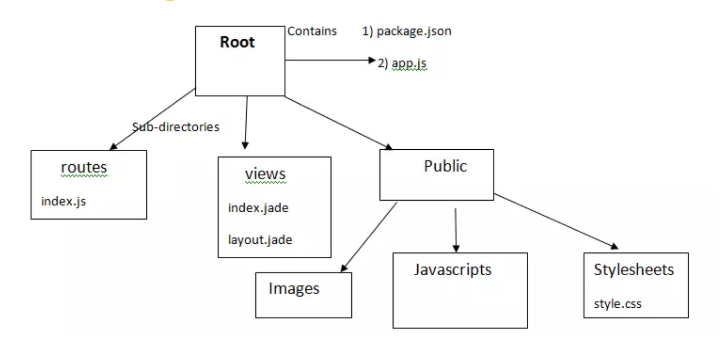 Root
Contains
1) package.json
2) app.js
Sub-directories
routes
index.js
views
index.jade
layout.jade
Public
Images
Javascripts
Stylesheets
style.css